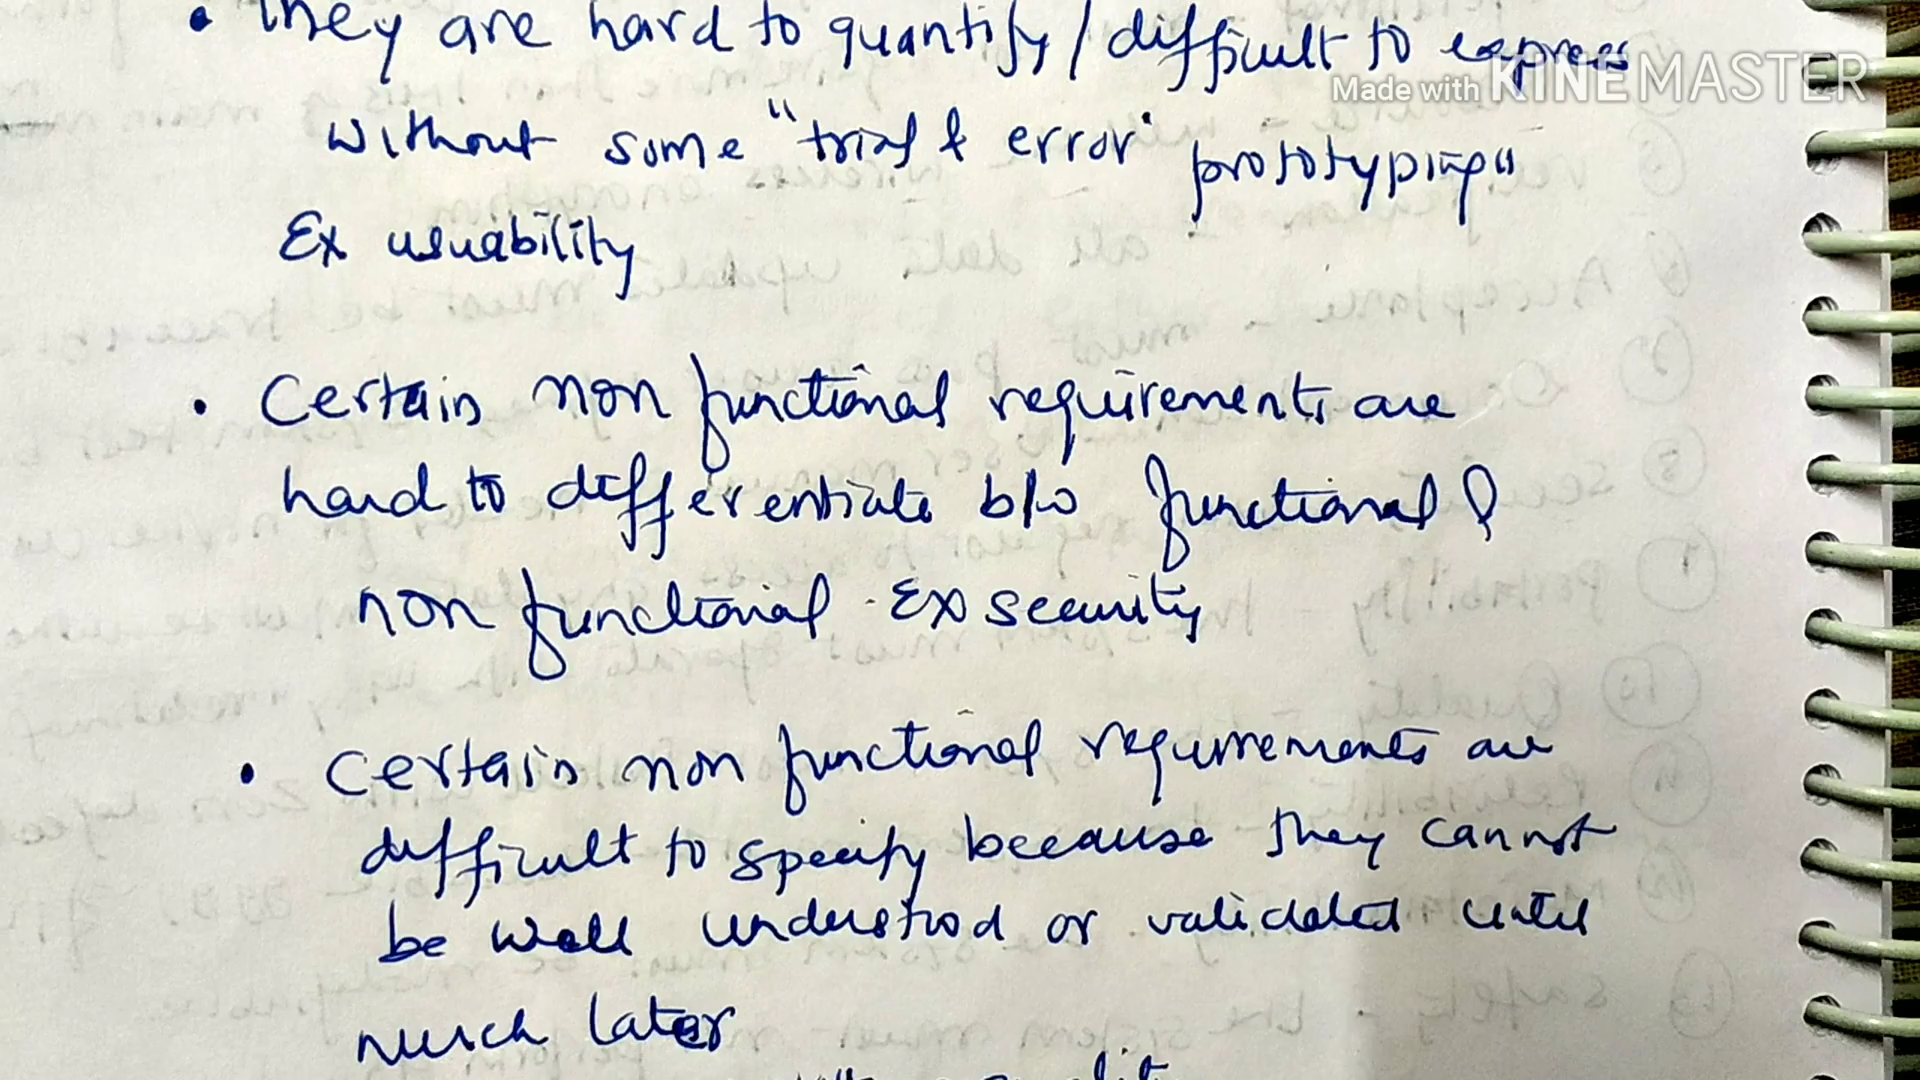 • They are hard to quantify / difficult to express
Made with KINEMASTER
without some "trial & error" prototyping"
Ex usuability
• Certain non functional requirements are
hard to differentiate b/w functional &
non functional. Ex security
• Certain non functional requirements are
difficult to specify because they cannot
be well understood or validated until
much later